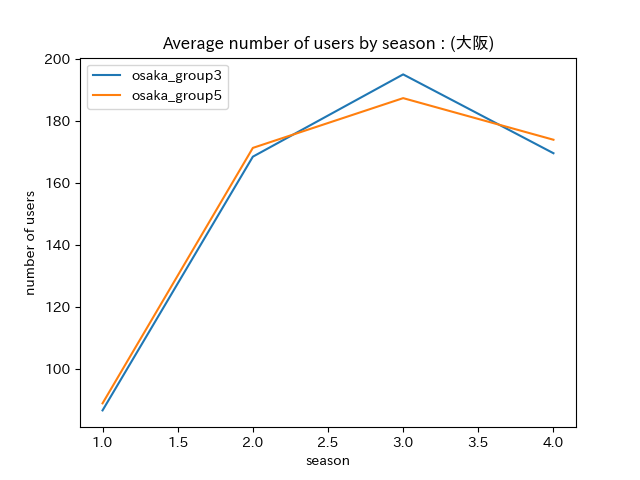 Average number of users by season : (大阪)
osaka_group3
osaka_group5
200
180
160
140
120
100
number of users
1.0 1.5 2.0 2.5 3.0 3.5 4.0
season